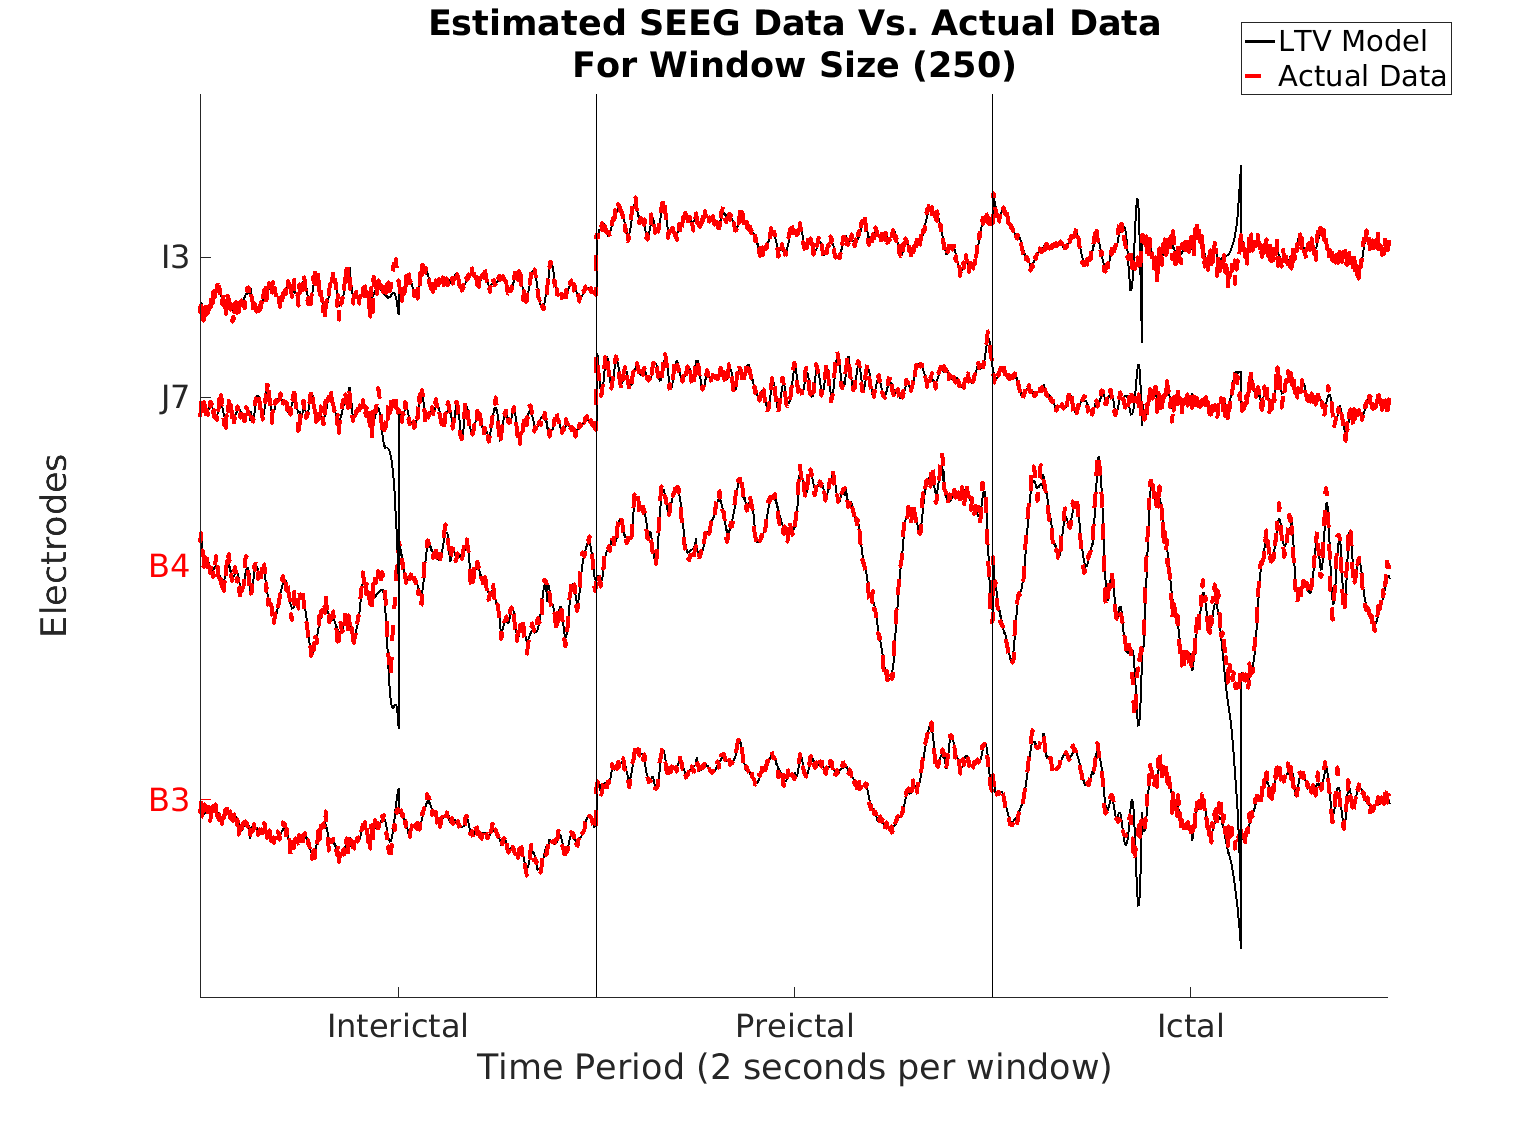 Estimated SEEG Data Vs. Actual Data
For Window Size (250)
LTV Model
Actual Data
I3
J7
B4
B3
Electrodes
Interictal
Preictal
Ictal
Time Period (2 seconds per window)